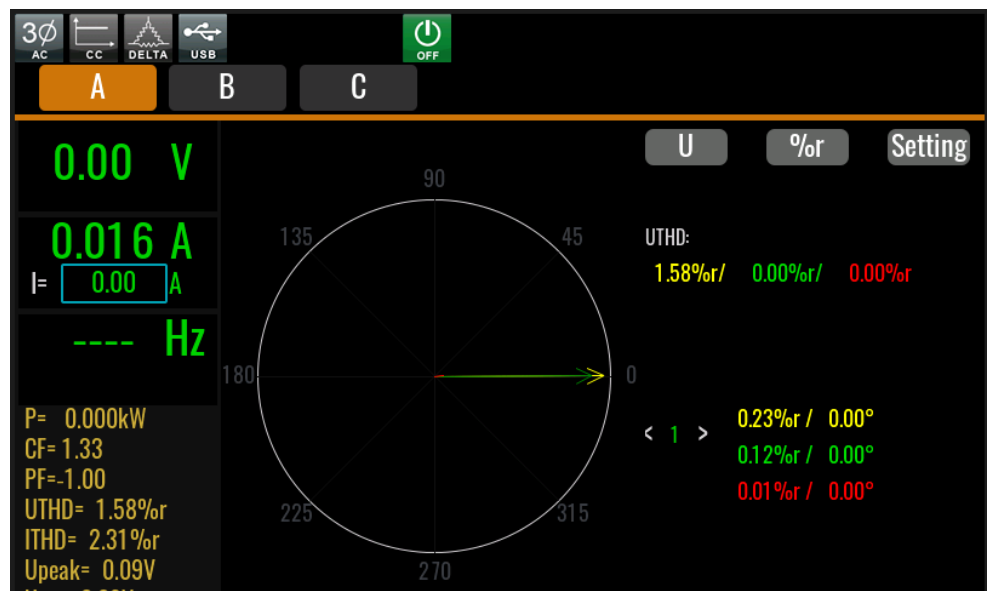 3Ø AC CC DELTA USB OFF
A B C
0.00 V
0.016 A
I= 0.00 A
---- Hz
P= 0.000kW
CF= 1.33
PF=-1.00
UTHD= 1.58%r
ITHD= 2.31%r
Upeak= 0.09V
90
135 45
180 0
225 315
270
U %r Setting
UTHD:
1.58%r/ 0.00%r/ 0.00%r
0.23%r / 0.00°
< 1 > 0.12%r / 0.00°
0.01%r / 0.00°